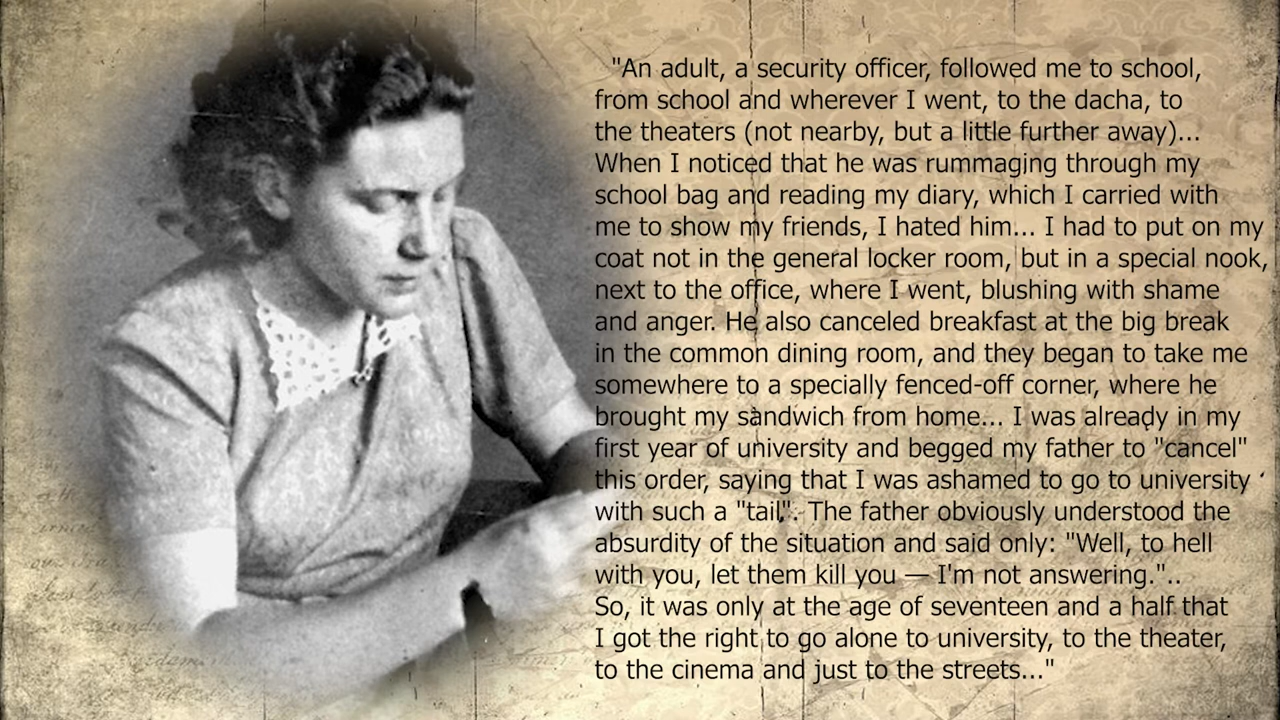 "An adult, a security officer, followed me to school,
from school and wherever I went, to the dacha, to
the theaters (not nearby, but a little further away)...
When I noticed that he was rummaging through my
school bag and reading my diary, which I carried with
me to show my friends, I hated him... I had to put on my
coat not in the general locker room, but in a special nook,
next to the office, where I went, blushing with shame
and anger. He also canceled breakfast at the big break
in the common dining room, and they began to take me
somewhere to a specially fenced-off corner, where he
brought my sandwich from home... I was already in my
first year of university and begged my father to "cancel"
this order, saying that I was ashamed to go to university
with such a "tail". The father obviously understood the
absurdity of the situation and said only: "Well, to hell
with you, let them kill you — I'm not answering."..
So, it was only at the age of seventeen and a half that
I got the right to go alone to university, to the theater,
to the cinema and just to the streets..."